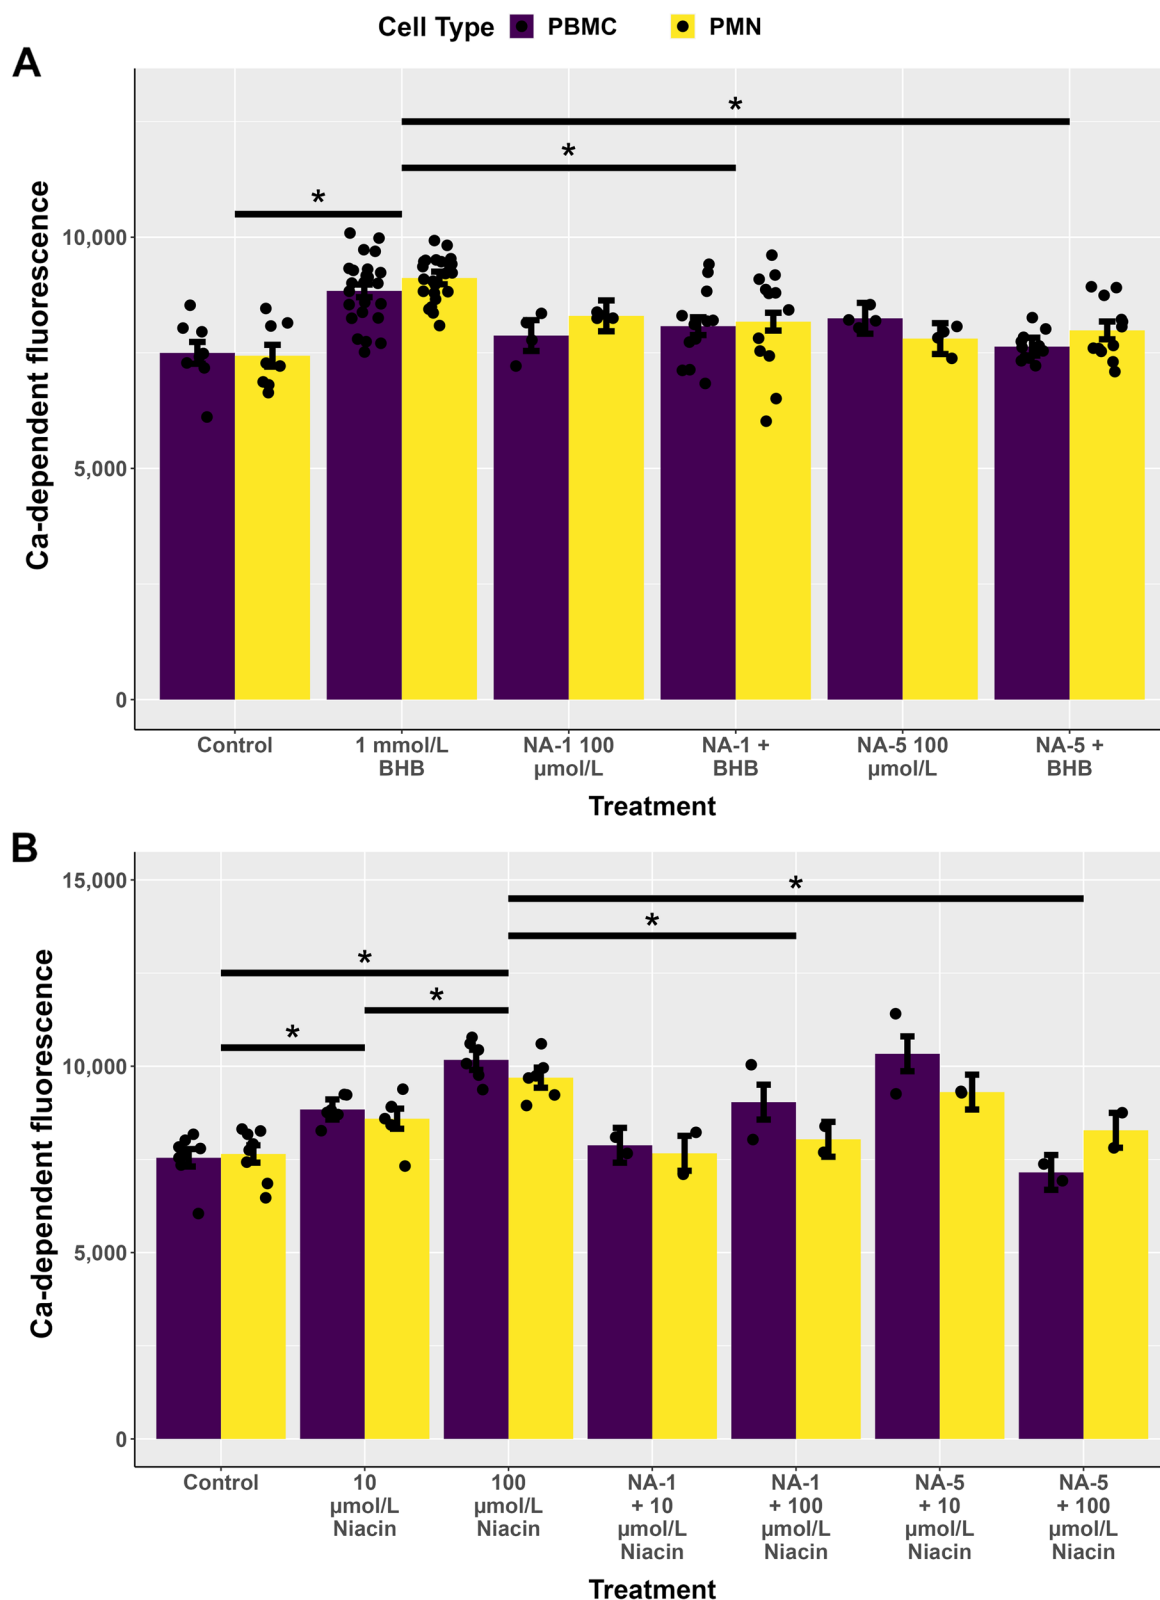 Cell Type PBMC PMN
A
*
*
*
Ca-dependent fluorescence
10,000
5,000
0
Control
1 mmol/L
BHB
NA-1 100
µmol/L
NA-1 +
BHB
NA-5 100
µmol/L
NA-5 +
BHB
Treatment
B
15,000
*
*
*
*
*
Ca-dependent fluorescence
10,000
5,000
0
Control
10
µmol/L
Niacin
100
µmol/L
Niacin
NA-1
+ 10
µmol/L
Niacin
NA-1
+ 100
µmol/L
Niacin
NA-5
+ 10
µmol/L
Niacin
NA-5
+ 100
µmol/L
Niacin
Treatment